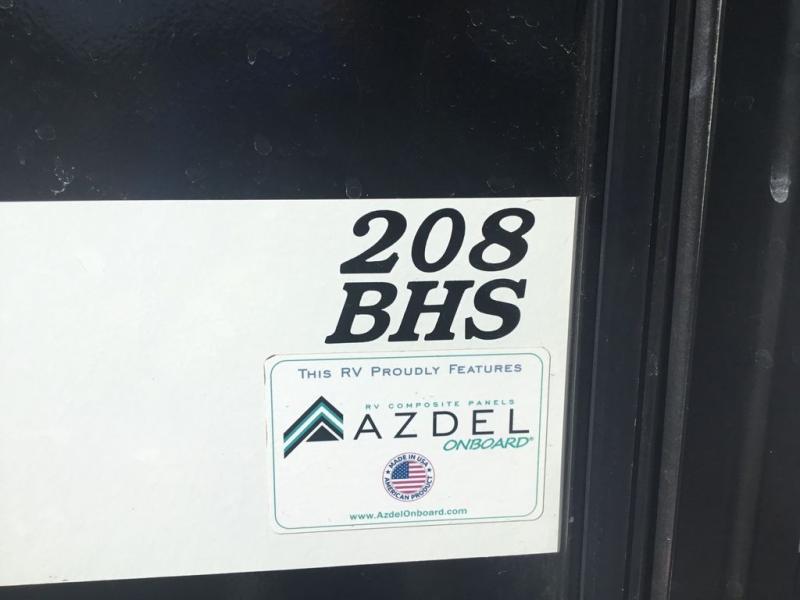 208
BHS
THIS RV PROUDLY FEATURES
RV COMPOSITE PANELS
AZDEL
ONBOARD®
MADE IN USA
AMERICAN PRODUCT
www.AzdelOnboard.com